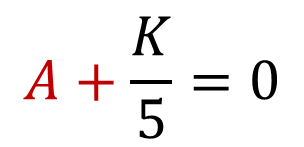 A + K/5 = 0